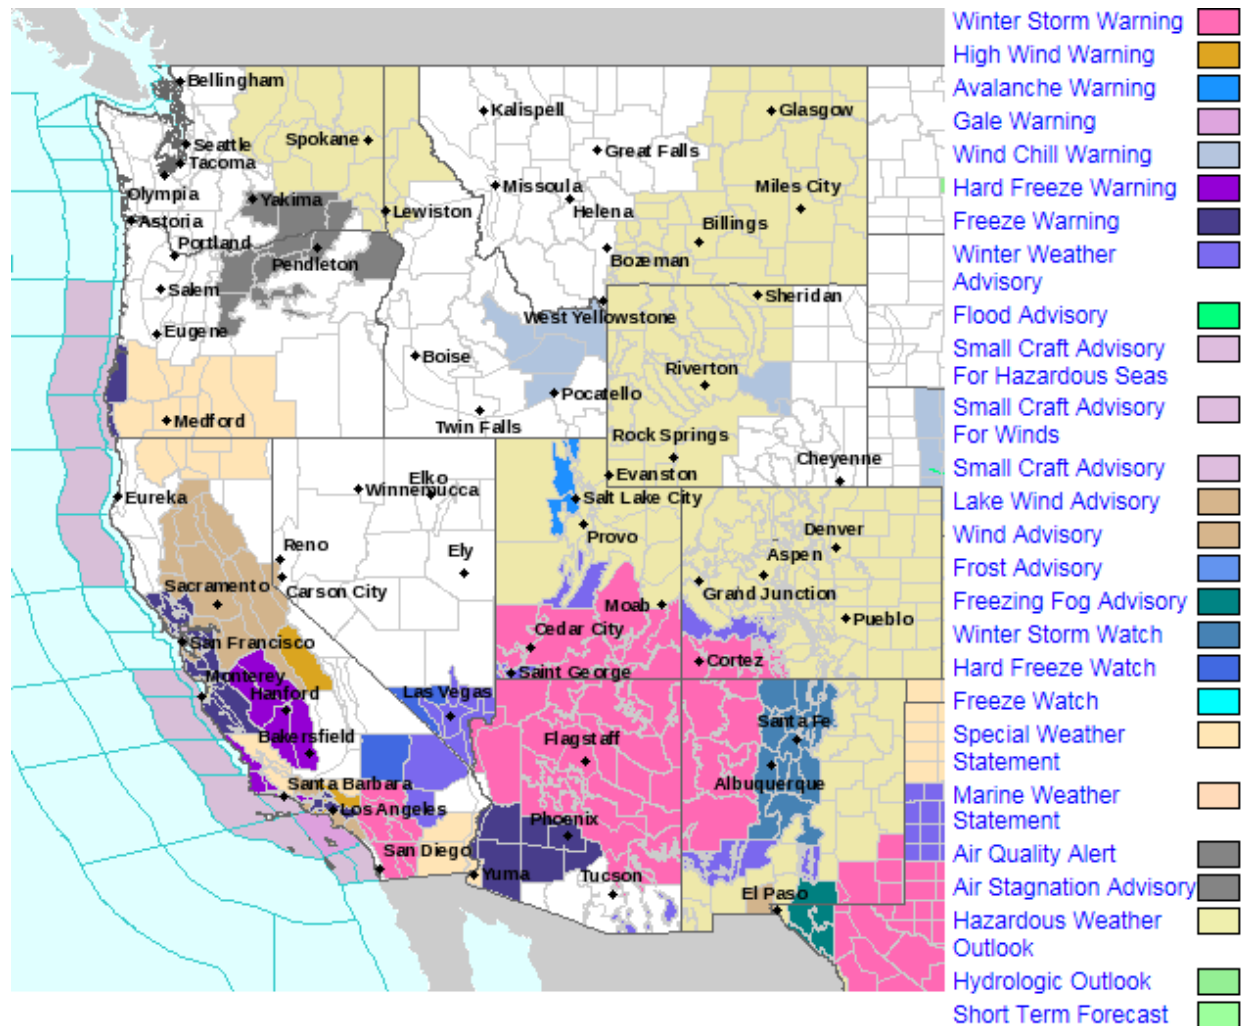 Bellingham
Kalispell
Glasgow
Spokane
Seattle
Great Falls
Tacoma
Missoula
Miles City
Olympia
Yakima
Helena
Lewiston
Astoria
Billings
Portland
Pendleton
Bozeman
Salem
Sheridan
West Yellowstone
Eugene
Boise
Riverton
Pocatello
Medford
Twin Falls
Rock Springs
Cheyenne
Evanston
Elko
Winnemucca
Eureka
Salt Lake City
Denver
Provo
Reno
Ely
Aspen
Sacramento
Carson City
Grand Junction
Moab
Pueblo
Cedar City
San Francisco
Cortez
Saint George
Monterey
Hanford
Las Vegas
Santa Fe
Bakersfield
Flagstaff
Santa Barbara
Albuquerque
Los Angeles
Phoenix
San Diego
Yuma
Tucson
El Paso
Winter Storm Warning
High Wind Warning
Avalanche Warning
Gale Warning
Wind Chill Warning
Hard Freeze Warning
Freeze Warning
Winter Weather
Advisory
Flood Advisory
Small Craft Advisory
For Hazardous Seas
Small Craft Advisory
For Winds
Small Craft Advisory
Lake Wind Advisory
Wind Advisory
Frost Advisory
Freezing Fog Advisory
Winter Storm Watch
Hard Freeze Watch
Freeze Watch
Special Weather
Statement
Marine Weather
Statement
Air Quality Alert
Air Stagnation Advisory
Hazardous Weather
Outlook
Hydrologic Outlook
Short Term Forecast